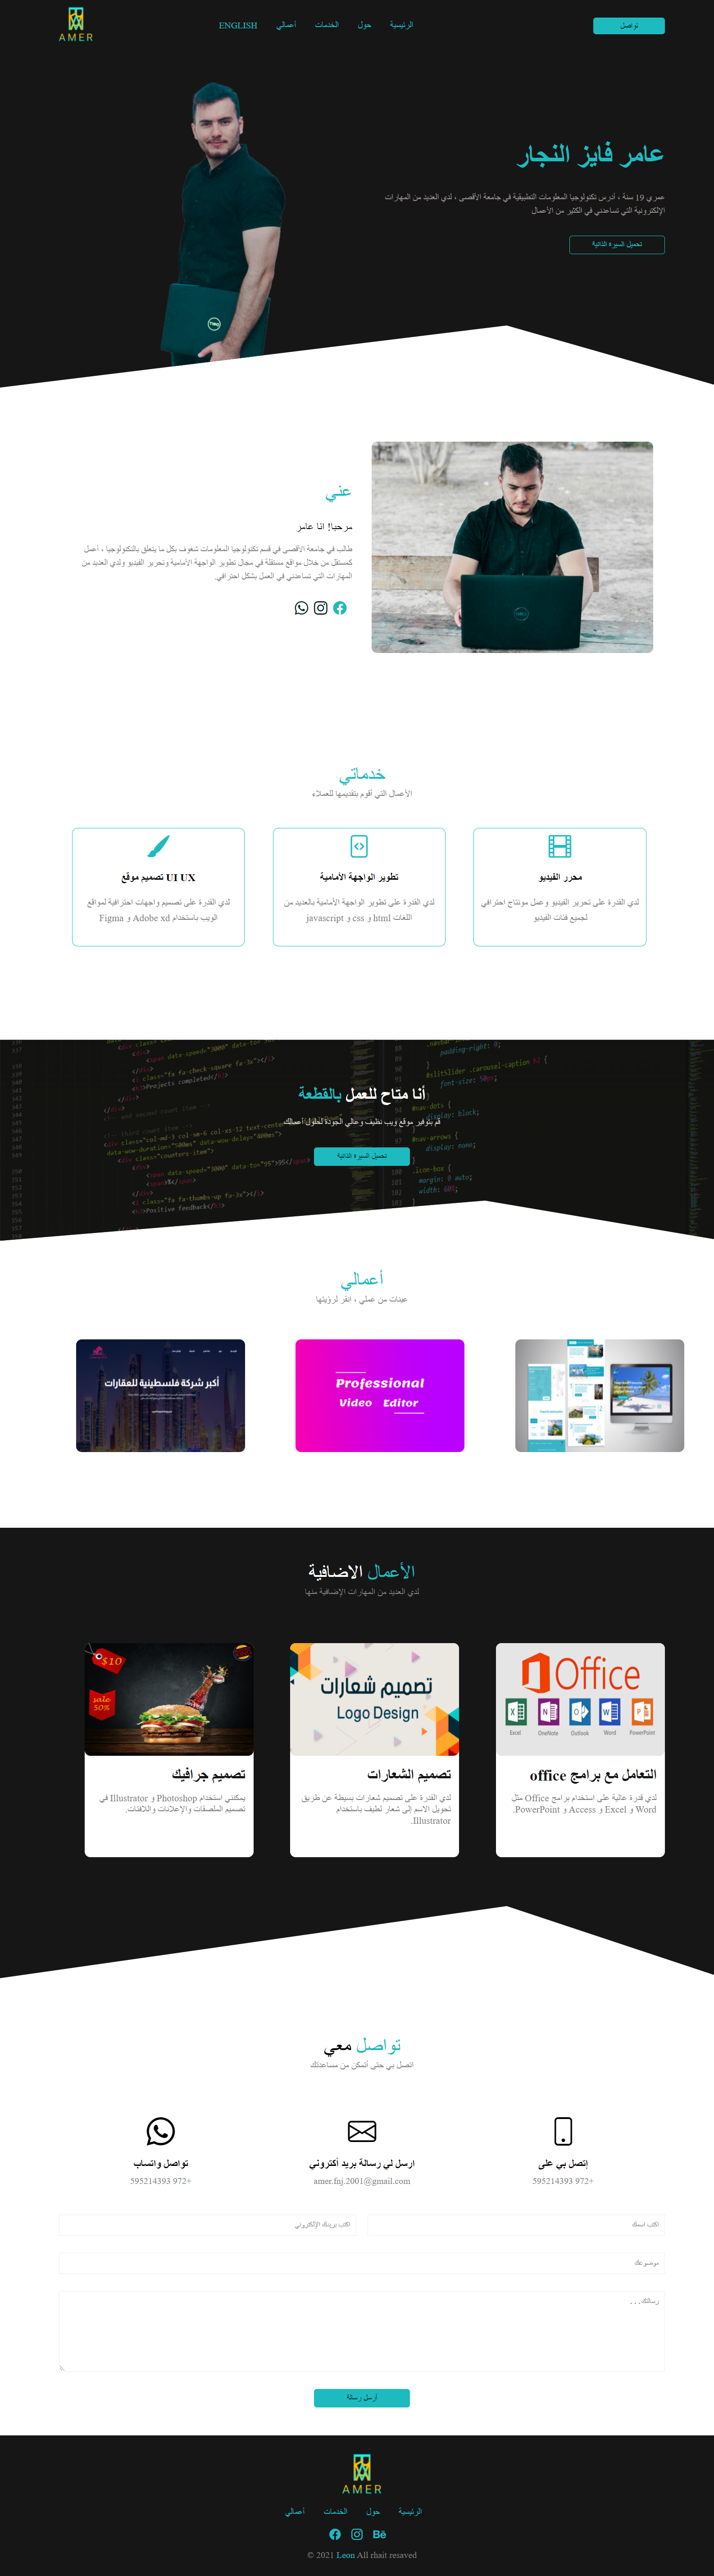 AMER
الرئيسية
حول
الخدمات
أعمالي
ENGLISH
تواصل
عامر فايز النجار
عمري 19 سنة ، أدرس تكنولوجيا المعلومات التطبيقية في جامعة الأقصى ، لدي العديد من المهارات
الإلكترونية التي تساعدني في الكثير من الأعمال
تحميل السيرة الذاتية
عني
مرحبا! انا عامر
طالب في جامعة الأقصى في قسم تكنولوجيا المعلومات شغوف بكل ما يتعلق بالتكنولوجيا ، أعمل
كمستقل من خلال مواقع مستقلة في مجال تطوير الواجهة الأمامية وتحرير الفيديو ولدي العديد من
المهارات التي تساعدني في العمل بشكل احترافي.
خدماتي
الأعمال التي أقوم بتقديمها للعملاء
محرر الفيديو
لدي القدرة على تحرير الفيديو وعمل مونتاج احترافي
لجميع فئات الفيديو
تطوير الواجهة الأمامية
لدي القدرة على تطوير الواجهة الأمامية بالعديد من
اللغات html و css و javascript
UI UX تصميم موقع
لدي القدرة على تصميم واجهات احترافية لمواقع
الويب باستخدام Adobe xd و Figma
أنا متاح للعمل بالقطعة
قم بتوفير موقع ويب نظيف وعالي الجودة لحلول أعمالك
تحميل السيرة الذاتية
أعمالي
عينات من عملي ، انقر لرؤيتها
Professional
Video Editor
أكبر شركة فلسطينية للعقارات
الأعمال الاضافية
لدي العديد من المهارات الإضافية منها
Office
Excel
OneNote
Outlook
Word
PowerPoint
التعامل مع برامج office
لدي قدرة عالية على استخدام برامج Office مثل
Word و Excel و Access و PowerPoint.
تصميم شعارات
Logo Design
تصميم الشعارات
لدي القدرة على تصميم شعارات بسيطة عن طريق
تحويل الاسم إلى شعار لطيف باستخدام
Illustrator.
$10
sale
50%
تصميم جرافيك
يمكنني استخدام Photoshop و Illustrator في
تصميم الملصقات والإعلانات واللافتات.
تواصل معي
اتصل بي حتى أتمكن من مساعدتك
إتصل بي على
595214393 972+
ارسل لي رسالة بريد أكتروني
amer.fnj.2001@gmail.com
تواصل واتساب
595214393 972+
اكتب اسمك
اكتب بريدك الإلكتروني
موضوعك
رسالتك...
أرسل رسالة
AMER
الرئيسية
حول
الخدمات
أعمالي
Bē
© 2021 Leon All rhait resaved